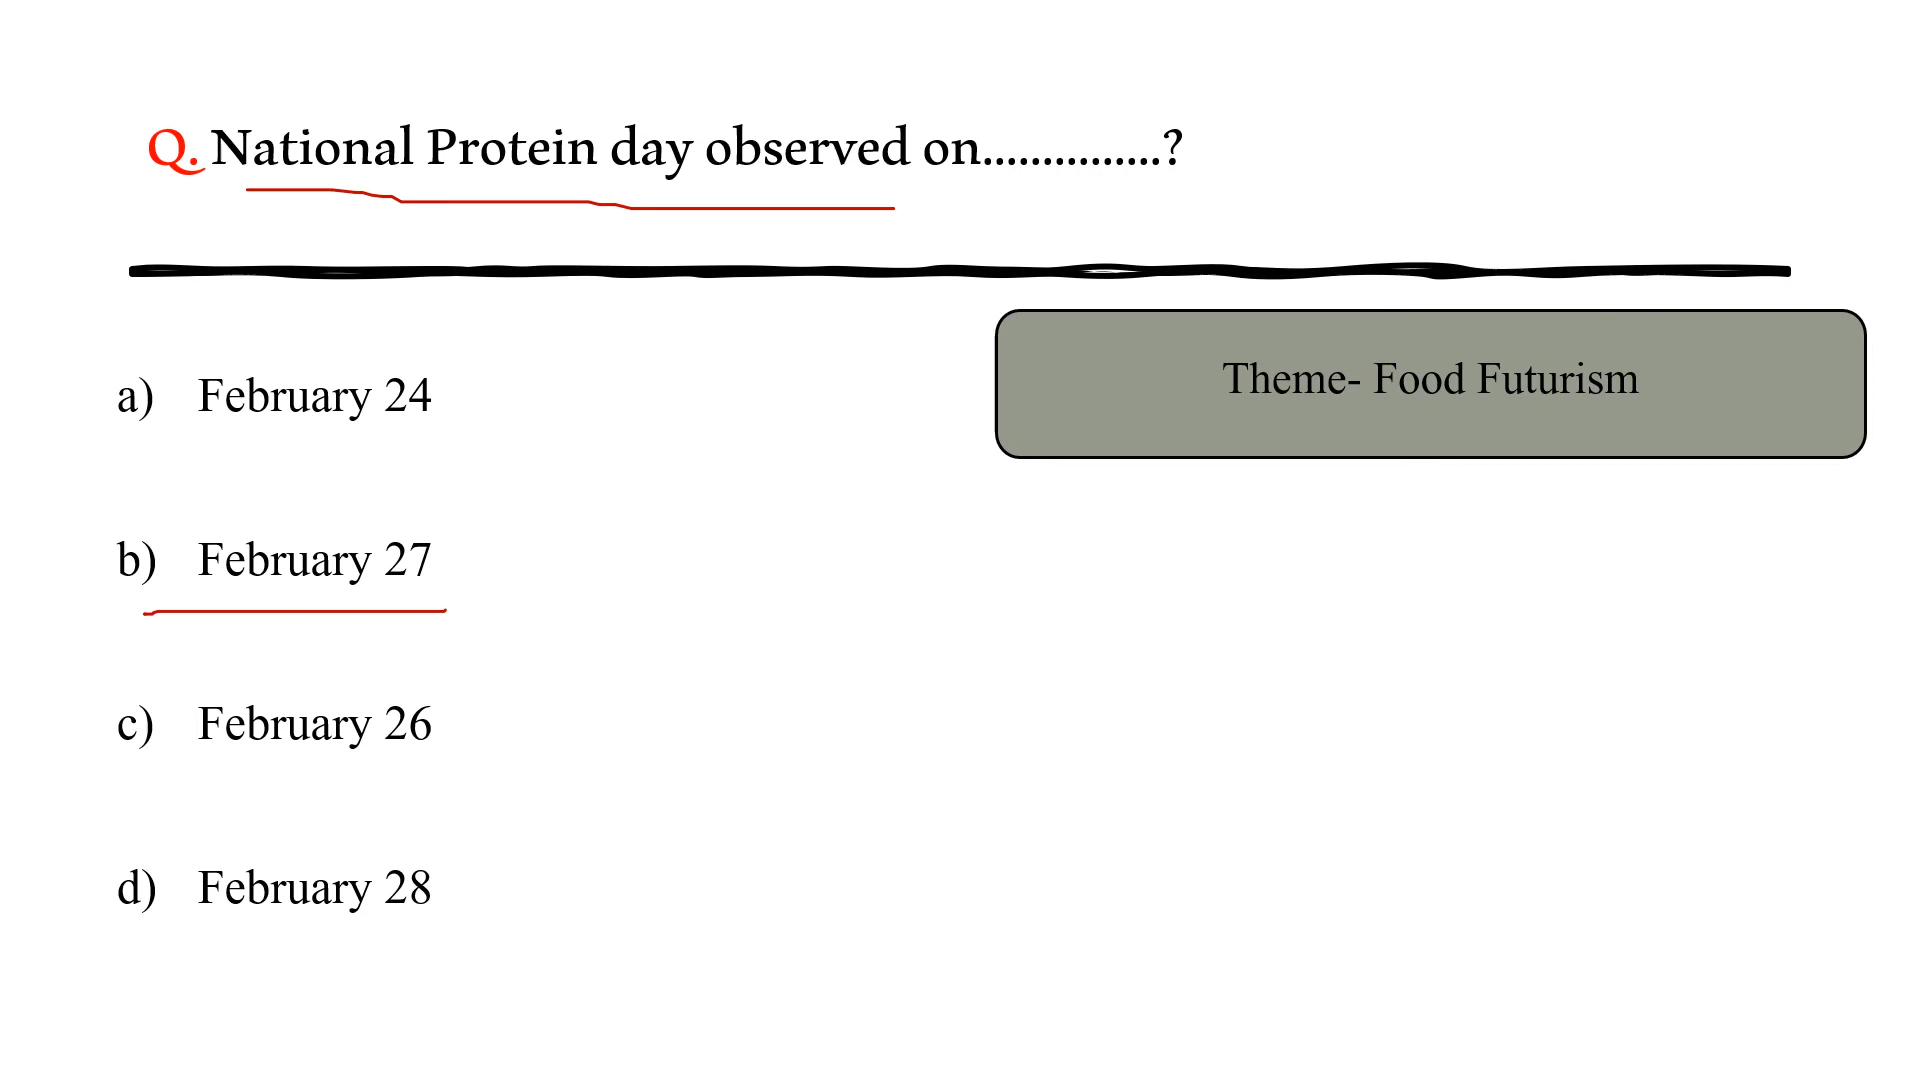 Q. National Protein day observed on...............?
Theme- Food Futurism
a) February 24
b) February 27
c) February 26
d) February 28